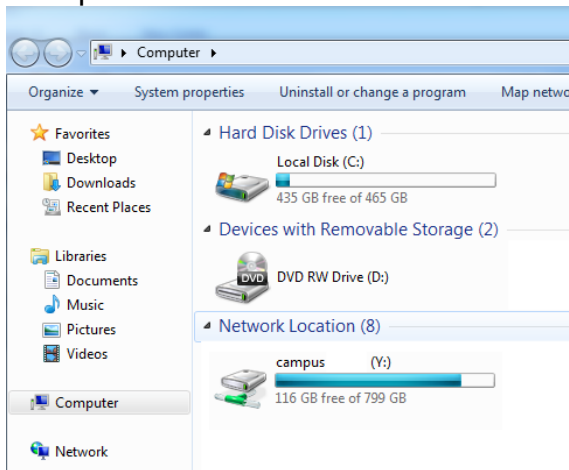 Computer
Organize System properties Uninstall or change a program Map netwo
Favorites
Desktop
Downloads
Recent Places
Libraries
Documents
Music
Pictures
Videos
Computer
Network
Hard Disk Drives (1)
Local Disk (C:)
435 GB free of 465 GB
Devices with Removable Storage (2)
DVD
DVD RW Drive (D:)
Network Location (8)
campus (Y:)
116 GB free of 799 GB